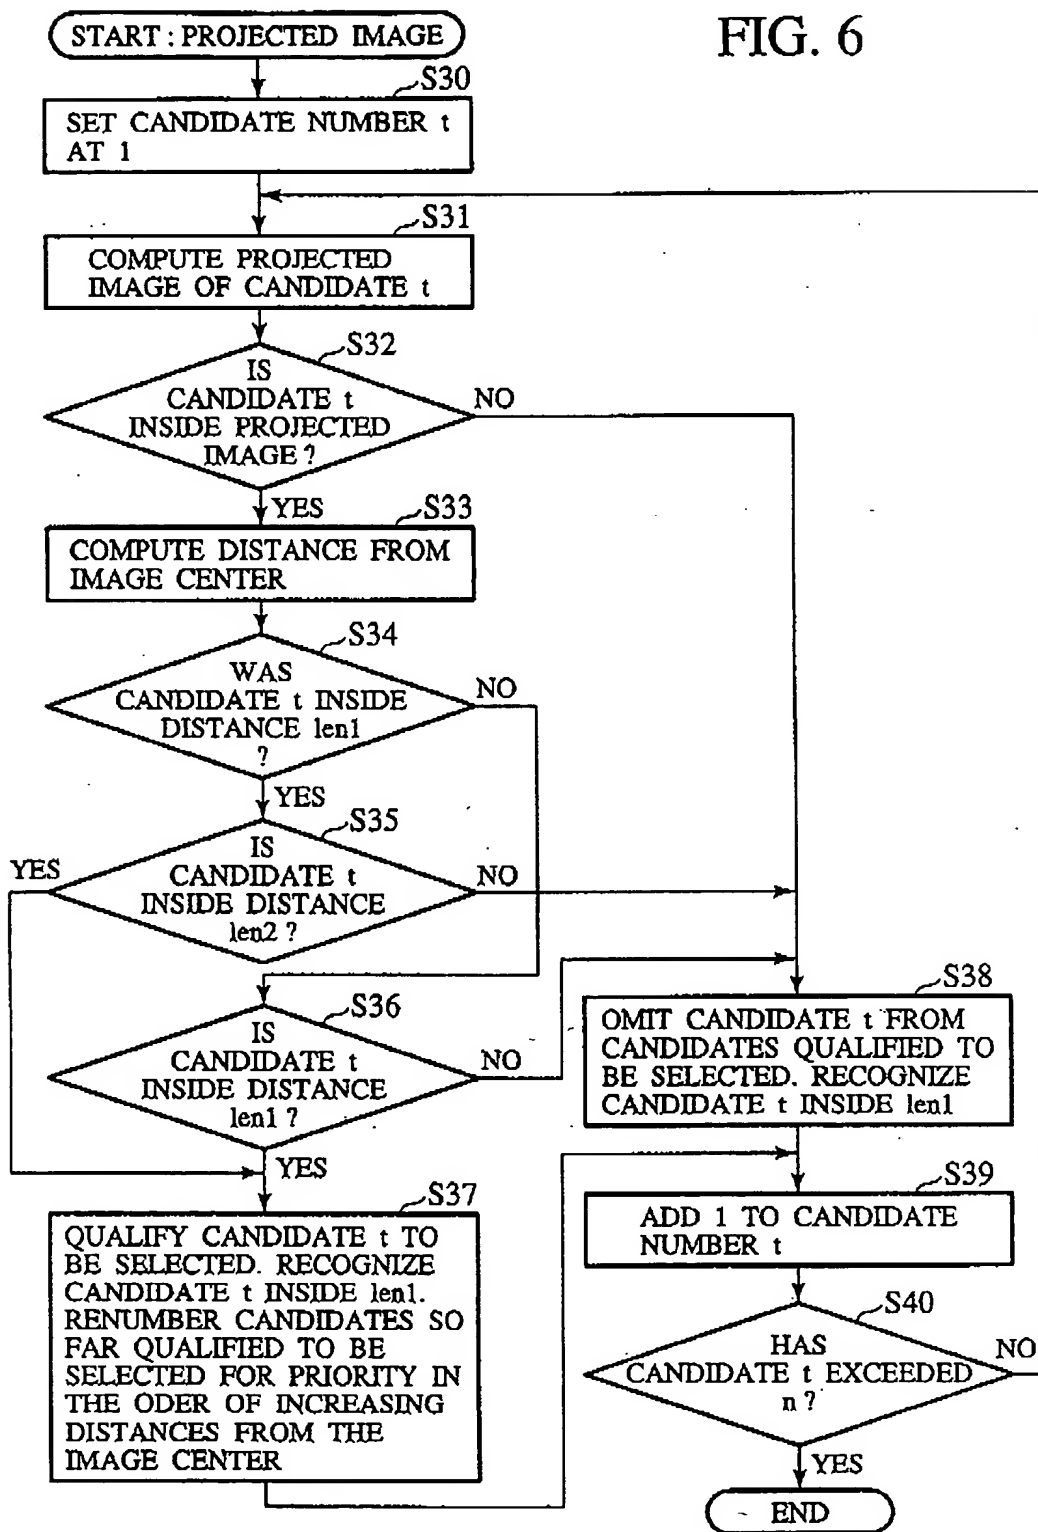 START : PROJECTED IMAGE
FIG. 6
S30
SET CANDIDATE NUMBER t
AT 1
S31
COMPUTE PROJECTED
IMAGE OF CANDIDATE t
S32
IS
CANDIDATE t
INSIDE PROJECTED
IMAGE ?
NO
YES
S33
COMPUTE DISTANCE FROM
IMAGE CENTER
S34
WAS
CANDIDATE t INSIDE
DISTANCE len1
?
NO
YES
S35
IS
CANDIDATE t
INSIDE DISTANCE
len2 ?
YES
NO
S36
IS
CANDIDATE t
INSIDE DISTANCE
len1 ?
NO
YES
S37
QUALIFY CANDIDATE t TO
BE SELECTED. RECOGNIZE
CANDIDATE t INSIDE len1.
RENUMBER CANDIDATES SO
FAR QUALIFIED TO BE
SELECTED FOR PRIORITY IN
THE ODER OF INCREASING
DISTANCES FROM THE
IMAGE CENTER
S38
OMIT CANDIDATE t FROM
CANDIDATES QUALIFIED TO
BE SELECTED. RECOGNIZE
CANDIDATE t INSIDE len1
S39
ADD 1 TO CANDIDATE
NUMBER t
S40
HAS
CANDIDATE t EXCEEDED
n ?
NO
YES
END